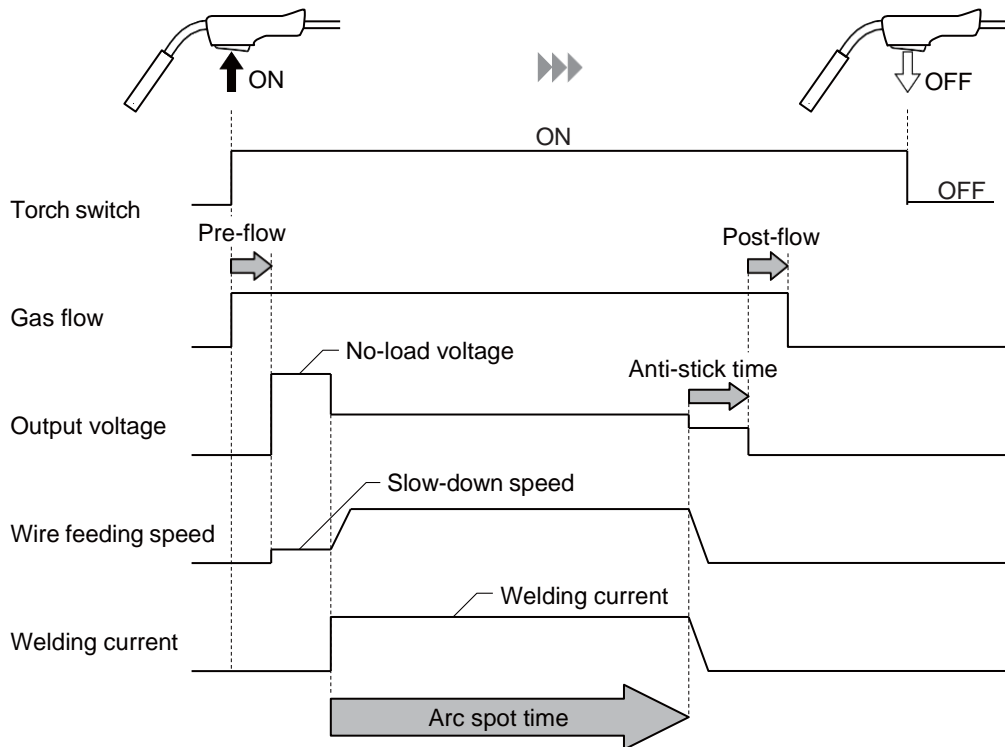 ON
OFF
ON
Torch switch
OFF
Pre-flow
Post-flow
Gas flow
No-load voltage
Anti-stick time
Output voltage
Slow-down speed
Wire feeding speed
Welding current
Welding current
Arc spot time